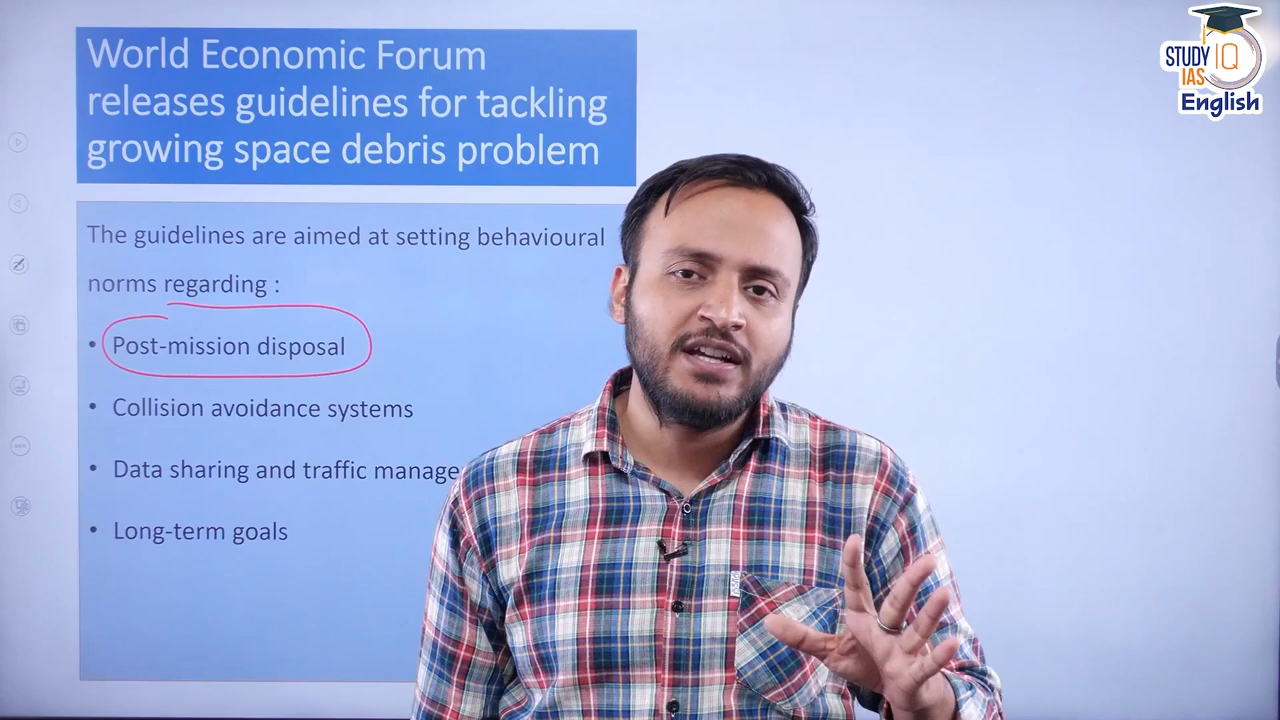 World Economic Forum
releases guidelines for tackling
growing space debris problem
The guidelines are aimed at setting behavioural
norms regarding :
• Post-mission disposal
• Collision avoidance systems
• Data sharing and traffic manage
• Long-term goals
STUDY IQ
IAS
English